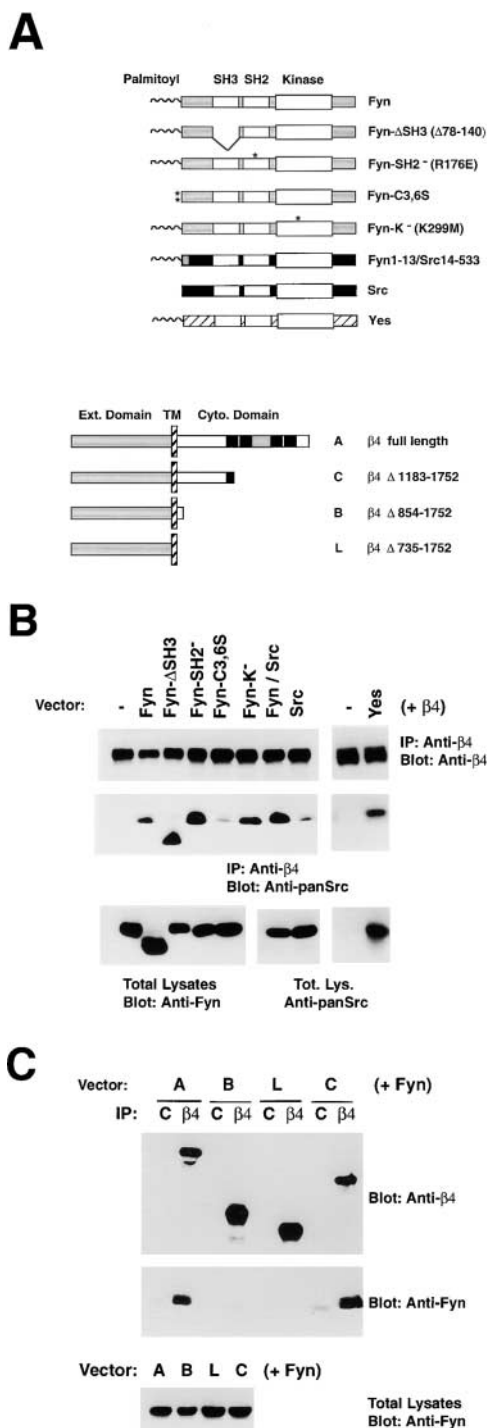 A
Palmitoyl SH3 SH2 Kinase
Fyn
Fyn-ΔSH3 (Δ78-140)
*
Fyn-SH2⁻ (R176E)
**
Fyn-C3,6S
*
Fyn-K⁻ (K299M)
Fyn1-13/Src14-533
Src
Yes
Ext. Domain TM Cyto. Domain
A β4 full length
C β4 Δ 1183-1752
B β4 Δ 854-1752
L β4 Δ 735-1752
B
Vector: - Fyn Fyn-ΔSH3 Fyn-SH2⁻ Fyn-C3,6S Fyn-K⁻ Fyn / Src Src - Yes (+ β4)
IP: Anti-β4
Blot: Anti-β4
IP: Anti-β4
Blot: Anti-panSrc
Total Lysates
Blot: Anti-Fyn
Tot. Lys.
Anti-panSrc
C
Vector: A B L C (+ Fyn)
IP: C β4 C β4 C β4 C β4
Blot: Anti-β4
Blot: Anti-Fyn
Vector: A B L C (+ Fyn)
Total Lysates
Blot: Anti-Fyn